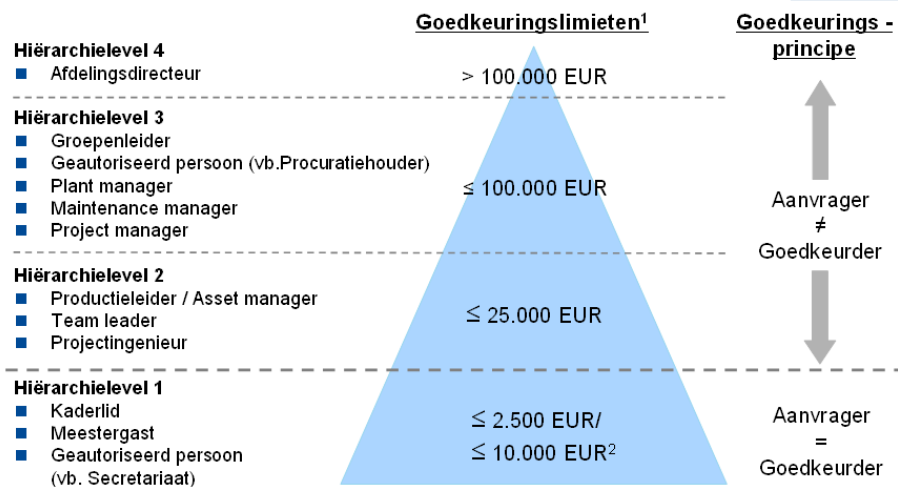 Goedkeuringslimieten¹
Goedkeurings -
principe
Hiërarchielevel 4
Afdelingsdirecteur
> 100.000 EUR
Hiërarchielevel 3
Groepenleider
Geautoriseerd persoon (vb.Procuratiehouder)
Plant manager
Maintenance manager
Project manager
≤ 100.000 EUR
Aanvrager
≠
Goedkeurder
Hiërarchielevel 2
Productieleider / Asset manager
Team leader
Projectingenieur
≤ 25.000 EUR
Hiërarchielevel 1
Kaderlid
Meestergast
Geautoriseerd persoon
(vb. Secretariaat)
≤ 2.500 EUR/
≤ 10.000 EUR²
Aanvrager
=
Goedkeurder